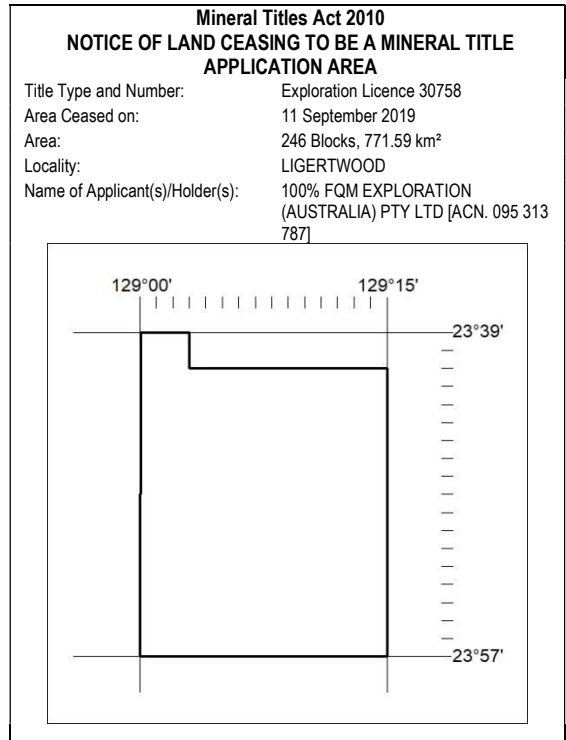 Mineral Titles Act 2010
NOTICE OF LAND CEASING TO BE A MINERAL TITLE
APPLICATION AREA
Title Type and Number: Exploration Licence 30758
Area Ceased on: 11 September 2019
Area: 246 Blocks, 771.59 km²
Locality: LIGERTWOOD
Name of Applicant(s)/Holder(s): 100% FQM EXPLORATION
(AUSTRALIA) PTY LTD [ACN. 095 313
787]
129°00' 129°15'
23°39'
23°57'